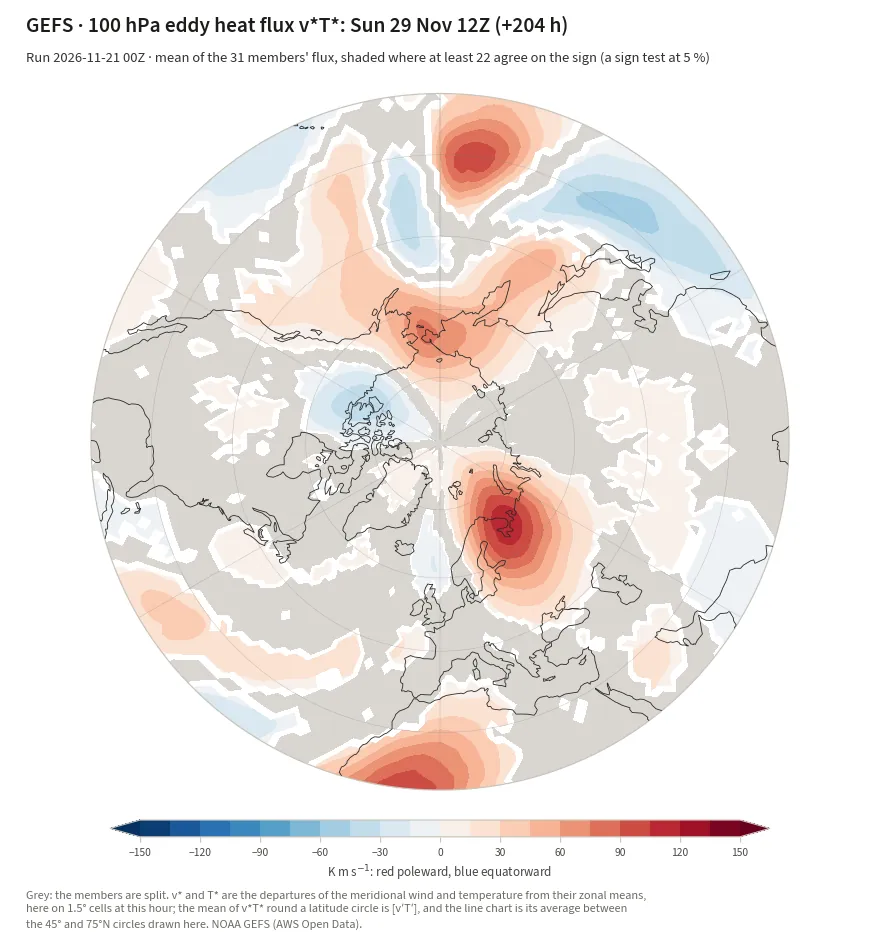 GEFS · 100 hPa eddy heat flux v*T*: Sun 29 Nov 12Z (+204 h)
Run 2026-11-21 00Z · mean of the 31 members' flux, shaded where at least 22 agree on the sign (a sign test at 5 %)
−150 −120 −90 −60 −30 0 30 60 90 120 150
K m s⁻¹: red poleward, blue equatorward
Grey: the members are split. v* and T* are the departures of the meridional wind and temperature from their zonal means,
here on 1.5° cells at this hour; the mean of v*T* round a latitude circle is [v'T'], and the line chart is its average between
the 45° and 75°N circles drawn here. NOAA GEFS (AWS Open Data).